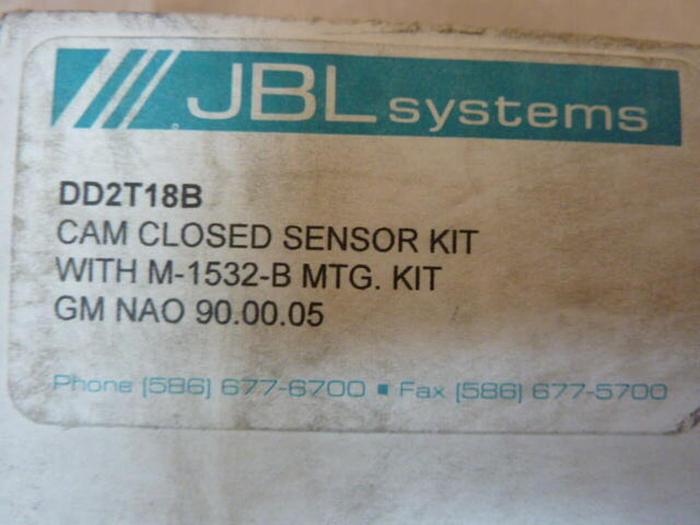 JBL systems
DD2T18B
CAM CLOSED SENSOR KIT
WITH M-1532-B MTG. KIT
GM NAO 90.00.05
Phone (586) 677-6700 ▪ Fax (586) 677-5700